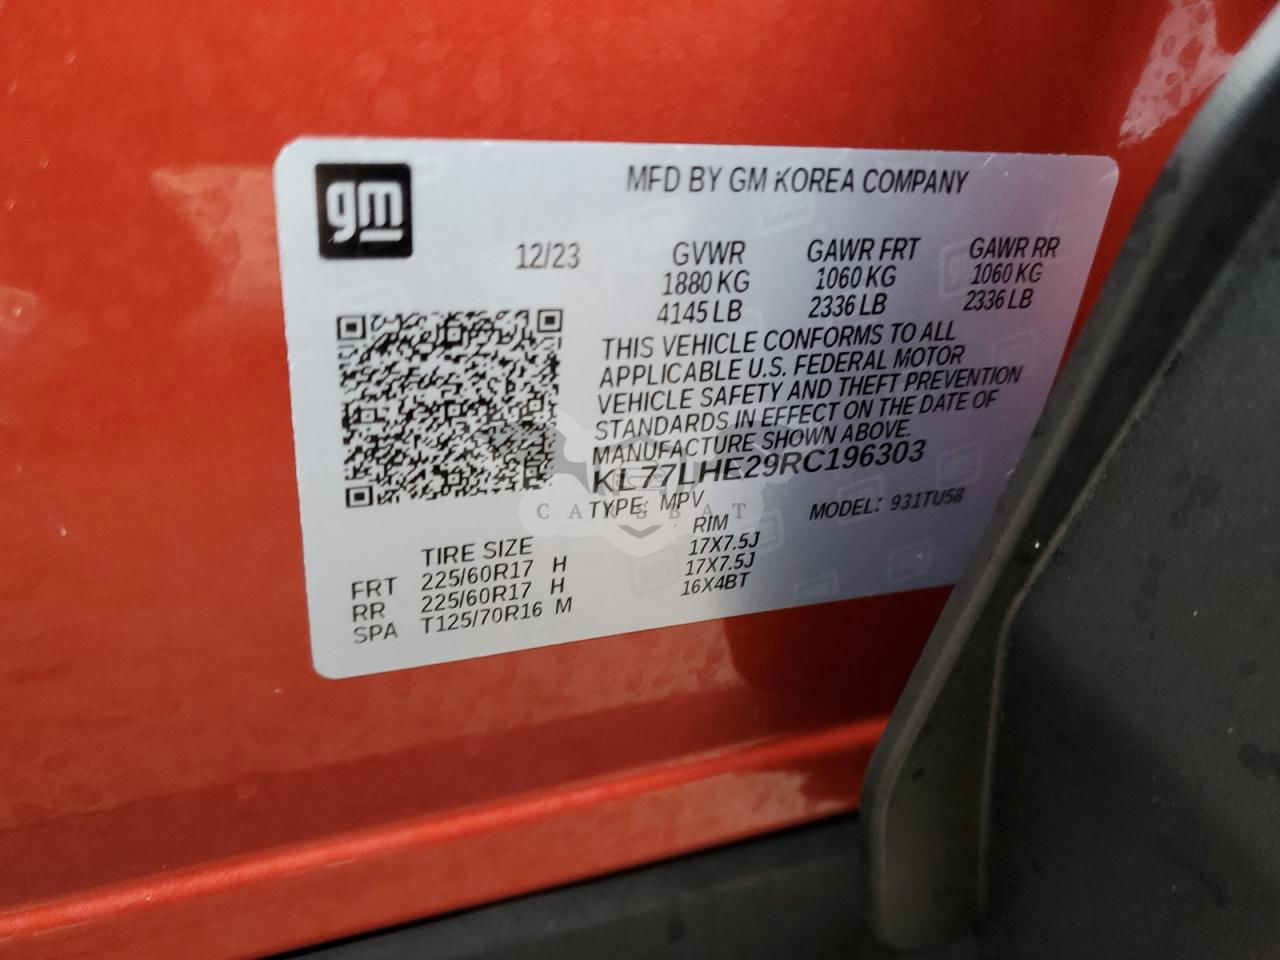 gm
MFD BY GM KOREA COMPANY
12/23 GVWR GAWR FRT GAWR RR
1880 KG 1060 KG 1060 KG
4145 LB 2336 LB 2336 LB
THIS VEHICLE CONFORMS TO ALL
APPLICABLE U.S. FEDERAL MOTOR
VEHICLE SAFETY AND THEFT PREVENTION
STANDARDS IN EFFECT ON THE DATE OF
MANUFACTURE SHOWN ABOVE.
KL77LHE29RC196303
TYPE: MPV MODEL: 931TU58
CARSBAT
TIRE SIZE RIM
FRT 225/60R17 H 17X7.5J
RR 225/60R17 H 17X7.5J
SPA T125/70R16 M 16X4BT